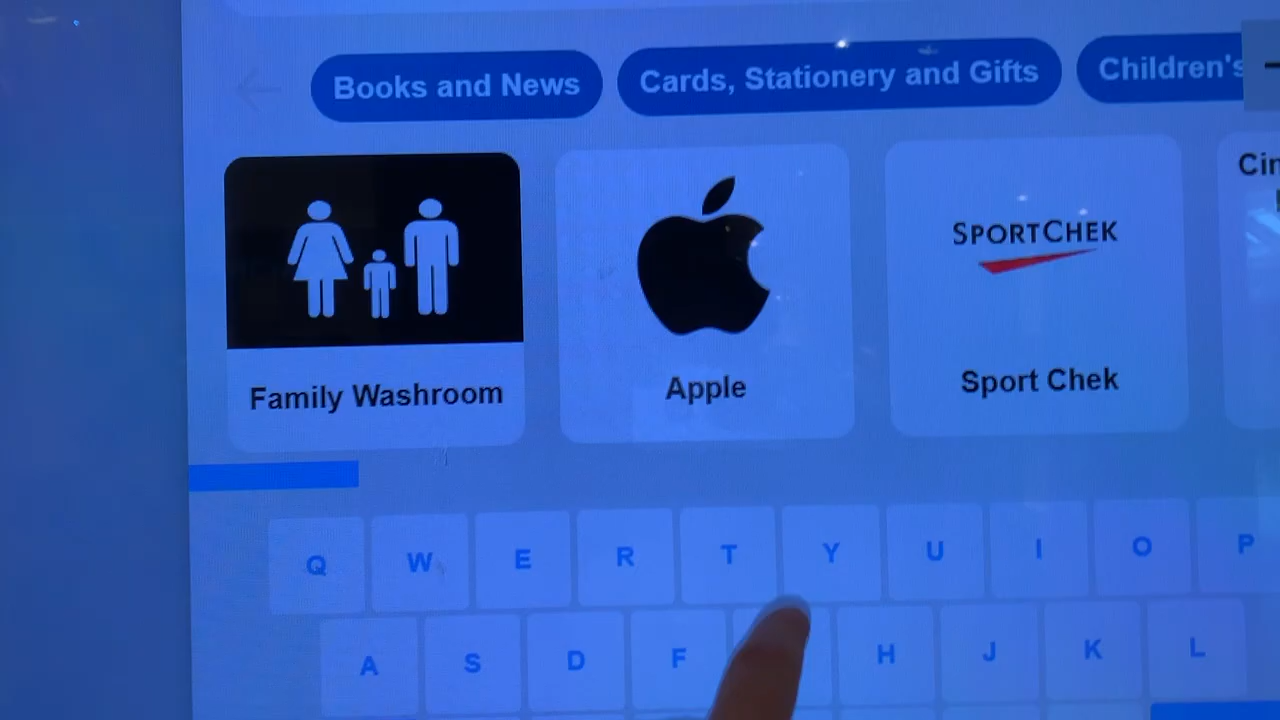 Books and News
Cards, Stationery and Gifts
Children's
Family Washroom
Apple
SPORTCHEK
Sport Chek
Q W E R T Y U I O P
A S D F H J K L